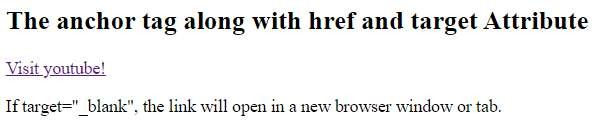 The anchor tag along with href and target Attribute
Visit youtube!
If target="_blank", the link will open in a new browser window or tab.